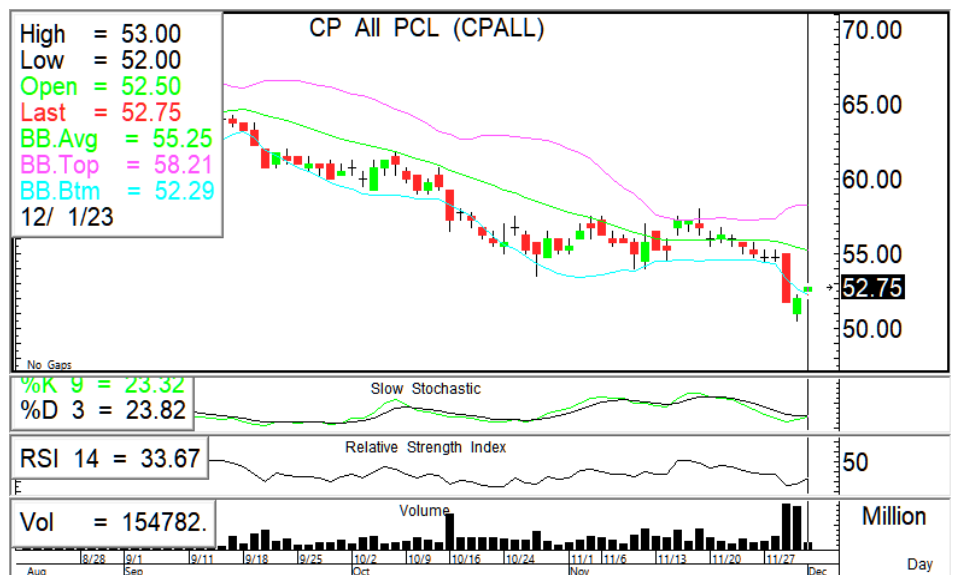 CP All PCL (CPALL)
High = 53.00
Low = 52.00
Open = 52.50
Last = 52.75
BB.Avg = 55.25
BB.Top = 58.21
BB.Btm = 52.29
12/ 1/23
70.00
65.00
60.00
55.00
52.75
50.00
No Gaps
%K 9 = 23.32
%D 3 = 23.82
Slow Stochastic
RSI 14 = 33.67
Relative Strength Index
50
Vol = 154782.
Volume
Million
8/28 9/1 9/11 9/18 9/25 10/2 10/9 10/16 10/24 11/1 11/6 11/13 11/20 11/27
Aug Sep Oct Nov Dec
Day